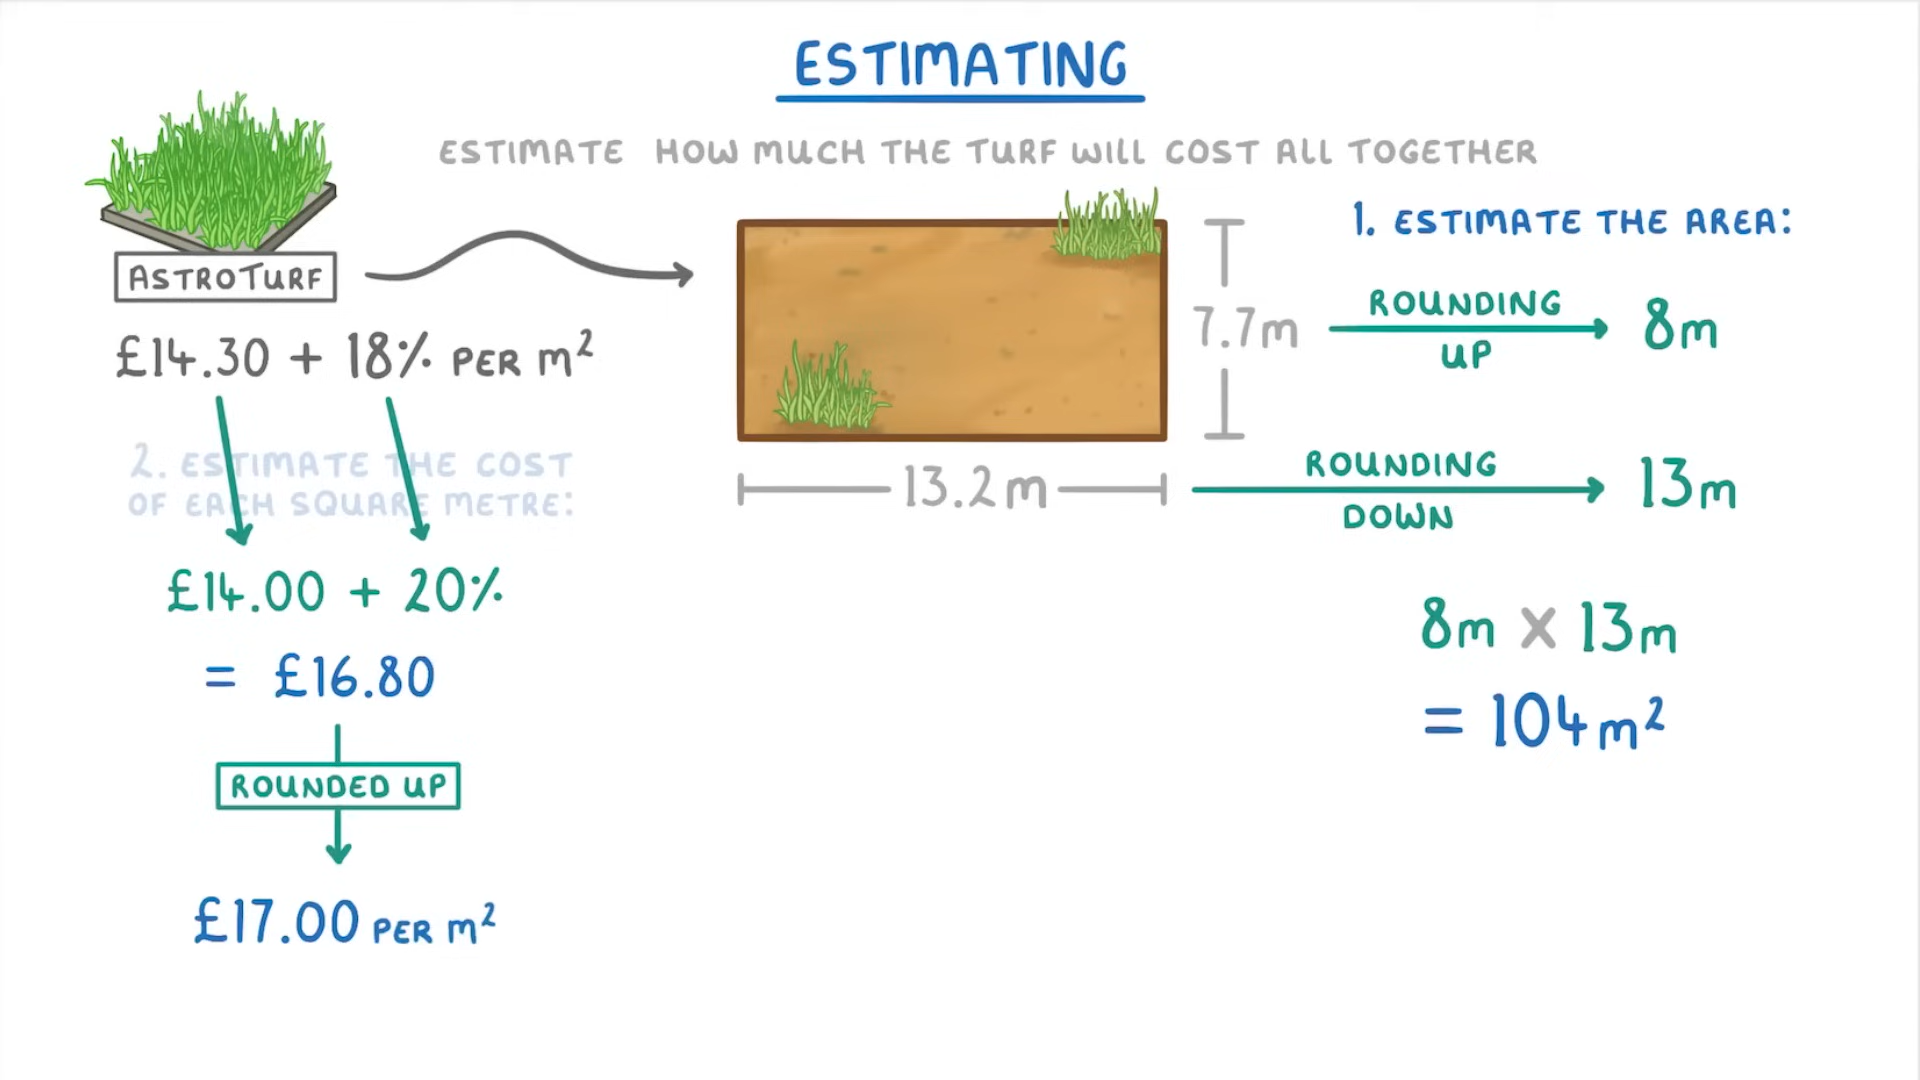 ESTIMATING
ESTIMATE HOW MUCH THE TURF WILL COST ALL TOGETHER
ASTROTURF
£14.30 + 18% PER m²
2. ESTIMATE THE COST
OF EACH SQUARE METRE:
£14.00 + 20%
= £16.80
ROUNDED UP
£17.00 PER m²
7.7m
13.2m
1. ESTIMATE THE AREA:
ROUNDING
UP
8m
ROUNDING
DOWN
13m
8m x 13m
= 104m²